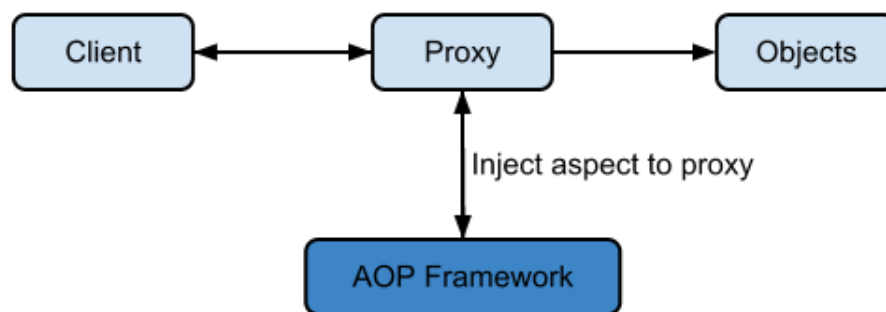 Client
Proxy
Objects
Inject aspect to proxy
AOP Framework